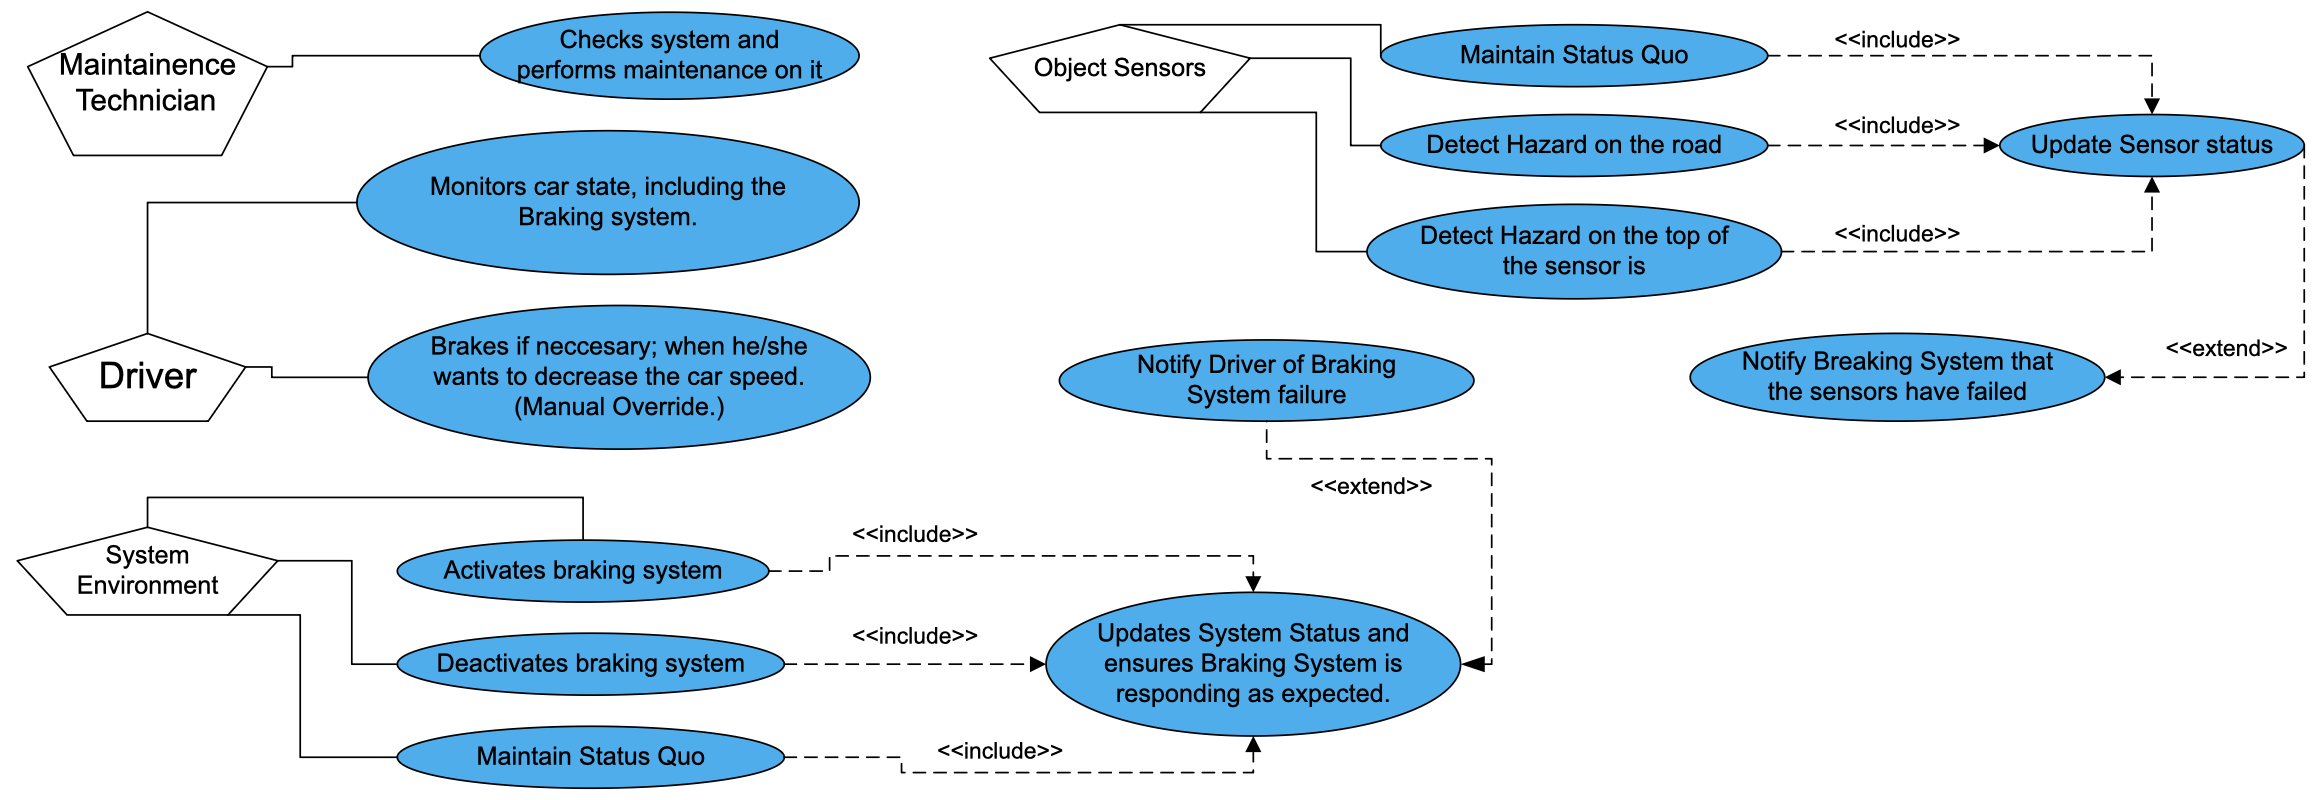 Maintainence
Technician
Checks system and
performs maintenance on it
Monitors car state, including the
Braking system.
Driver
Brakes if neccesary; when he/she
wants to decrease the car speed.
(Manual Override.)
Object Sensors
Maintain Status Quo
<<include>>
Detect Hazard on the road
<<include>>
Update Sensor status
Detect Hazard on the top of
the sensor is
<<include>>
Notify Driver of Braking
System failure
<<extend>>
Notify Breaking System that
the sensors have failed
<<extend>>
System
Environment
Activates braking system
<<include>>
Deactivates braking system
<<include>>
Updates System Status and
ensures Braking System is
responding as expected.
Maintain Status Quo
<<include>>